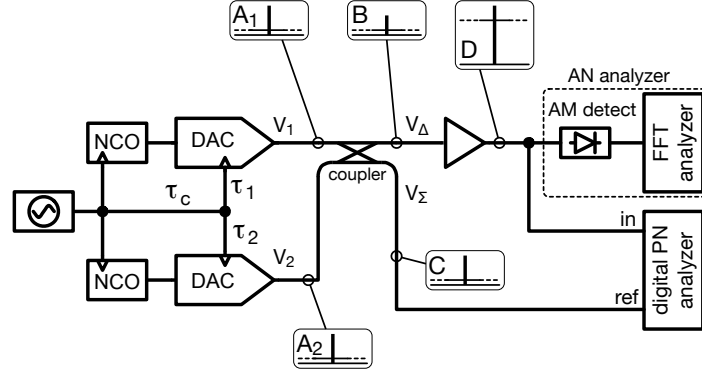 A1
B
D
AN analyzer
AM detect
FFT
analyzer
NCO
DAC
V1
VΔ
coupler
τ1
τc
VΣ
τ2
in
digital PN
analyzer
NCO
DAC
V2
C
ref
A2